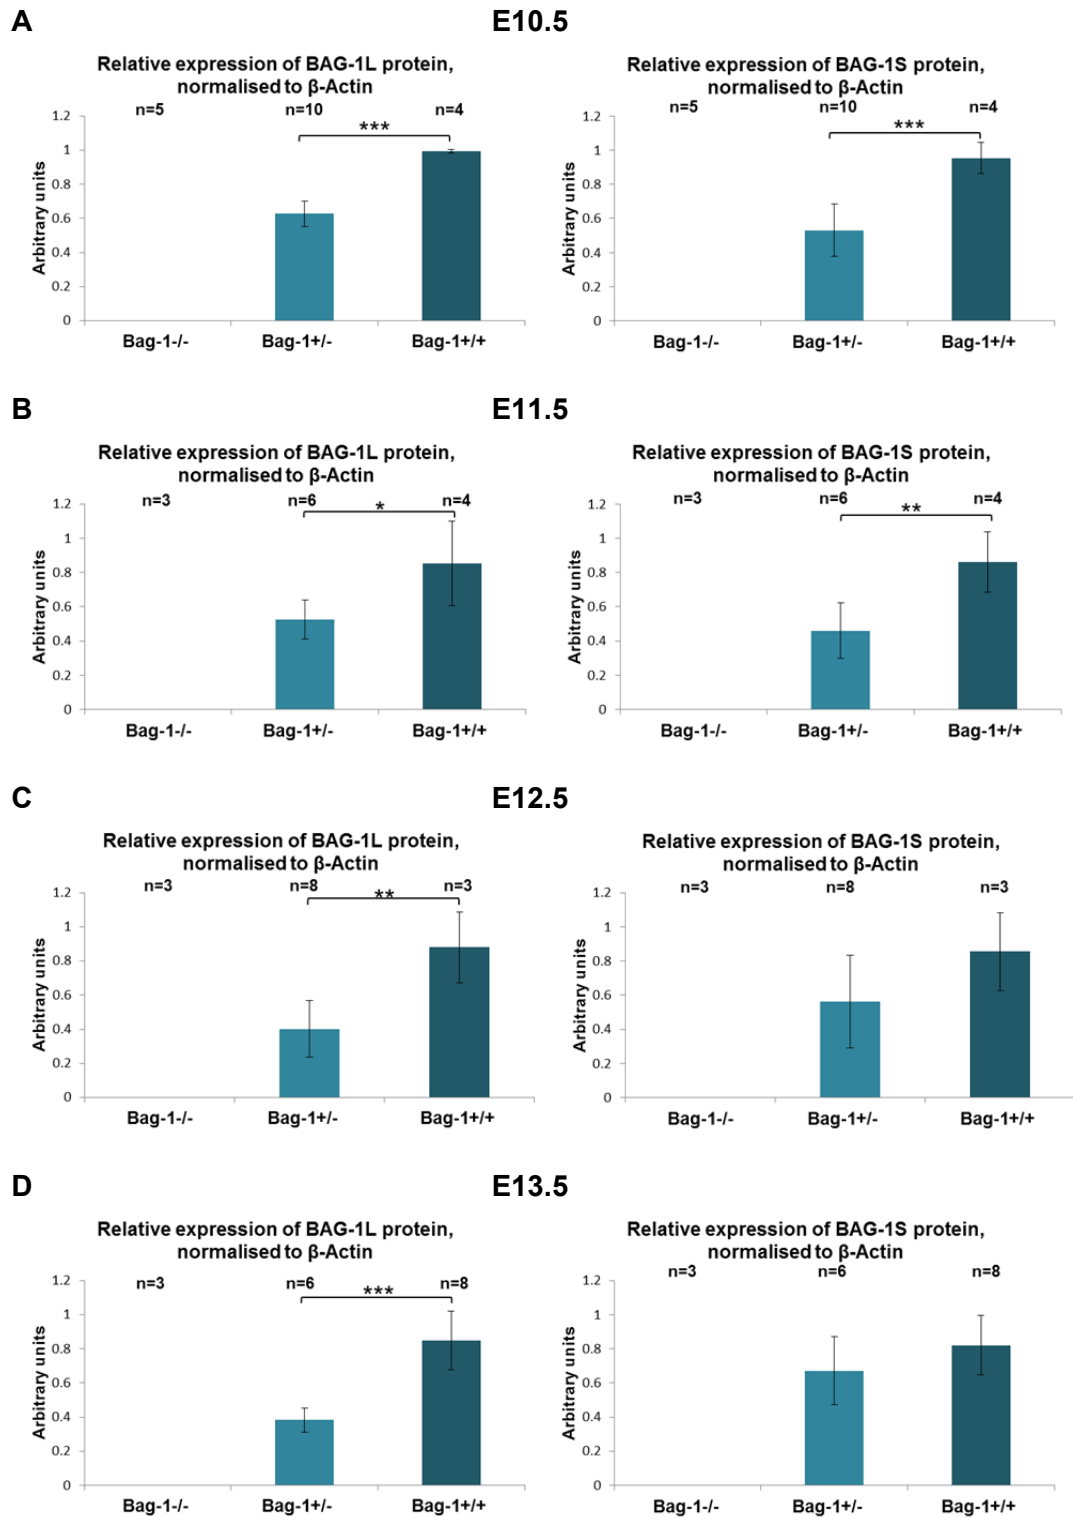 A
E10.5
Relative expression of BAG-1L protein,
normalised to β-Actin
n=5 n=10 n=4
***
1.2
1
0.8
0.6
0.4
0.2
0
Arbitrary units
Bag-1-/- Bag-1+/- Bag-1+/+
Relative expression of BAG-1S protein,
normalised to β-Actin
n=5 n=10 n=4
***
1.2
1
0.8
0.6
0.4
0.2
0
Arbitrary units
Bag-1-/- Bag-1+/- Bag-1+/+
B
E11.5
Relative expression of BAG-1L protein,
normalised to β-Actin
n=3 n=6 n=4
*
1.2
1
0.8
0.6
0.4
0.2
0
Arbitrary units
Bag-1-/- Bag-1+/- Bag-1+/+
Relative expression of BAG-1S protein,
normalised to β-Actin
n=3 n=6 n=4
**
1.2
1
0.8
0.6
0.4
0.2
0
Arbitrary units
Bag-1-/- Bag-1+/- Bag-1+/+
C
E12.5
Relative expression of BAG-1L protein,
normalised to β-Actin
n=3 n=8 n=3
**
1.2
1
0.8
0.6
0.4
0.2
0
Arbitrary units
Bag-1-/- Bag-1+/- Bag-1+/+
Relative expression of BAG-1S protein,
normalised to β-Actin
n=3 n=8 n=3
1.2
1
0.8
0.6
0.4
0.2
0
Arbitrary units
Bag-1-/- Bag-1+/- Bag-1+/+
D
E13.5
Relative expression of BAG-1L protein,
normalised to β-Actin
n=3 n=6 n=8
***
1.2
1
0.8
0.6
0.4
0.2
0
Arbitrary units
Bag-1-/- Bag-1+/- Bag-1+/+
Relative expression of BAG-1S protein,
normalised to β-Actin
n=3 n=6 n=8
1.2
1
0.8
0.6
0.4
0.2
0
Arbitrary units
Bag-1-/- Bag-1+/- Bag-1+/+